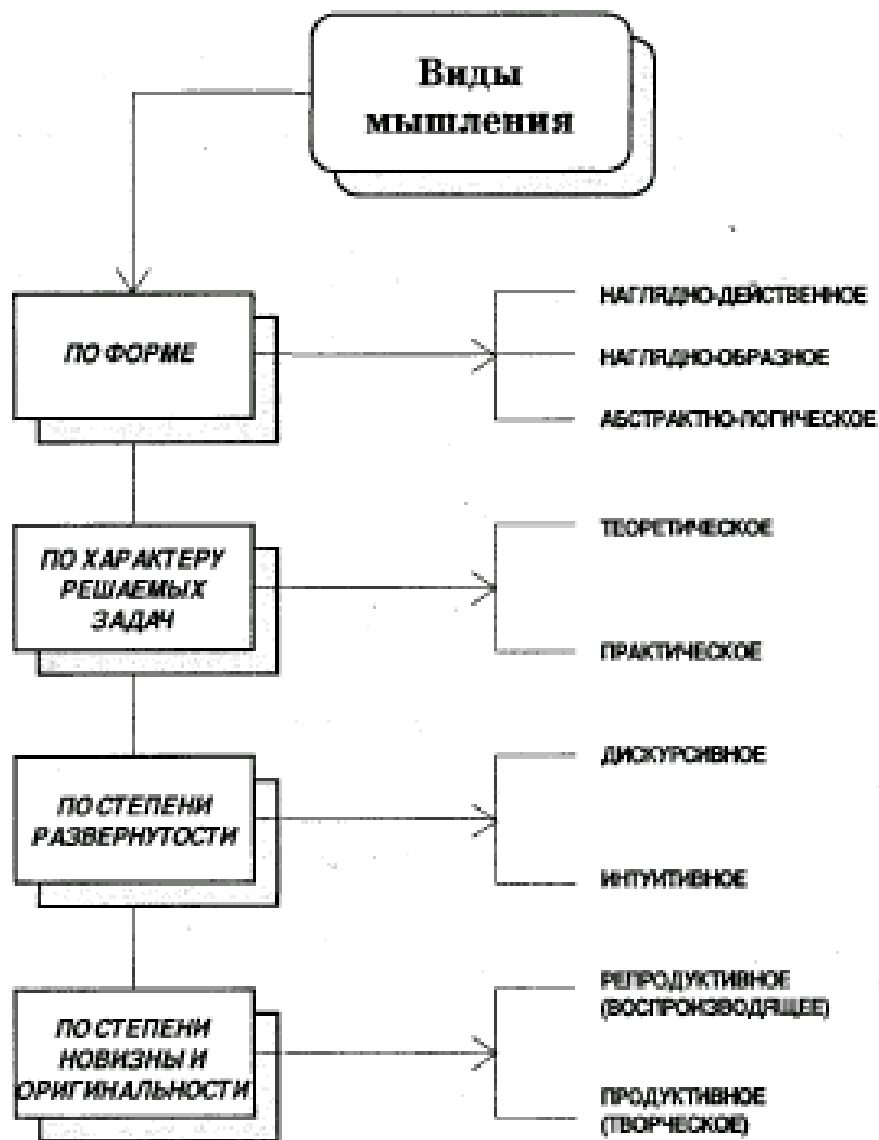 Виды
мышления
ПО ФОРМЕ
НАГЛЯДНО-ДЕЙСТВЕННОЕ
НАГЛЯДНО-ОБРАЗНОЕ
АБСТРАКТНО-ЛОГИЧЕСКОЕ
ПО ХАРАКТЕРУ
РЕШАЕМЫХ
ЗАДАЧ
ТЕОРЕТИЧЕСКОЕ
ПРАКТИЧЕСКОЕ
ПО СТЕПЕНИ
РАЗВЕРНУТОСТИ
ДИСКУРСИВНОЕ
ИНТУИТИВНОЕ
ПО СТЕПЕНИ
НОВИЗНЫ И
ОРИГИНАЛЬНОСТИ
РЕПРОДУКТИВНОЕ
(ВОСПРОИЗВОДЯЩЕЕ)
ПРОДУКТИВНОЕ
(ТВОРЧЕСКОЕ)